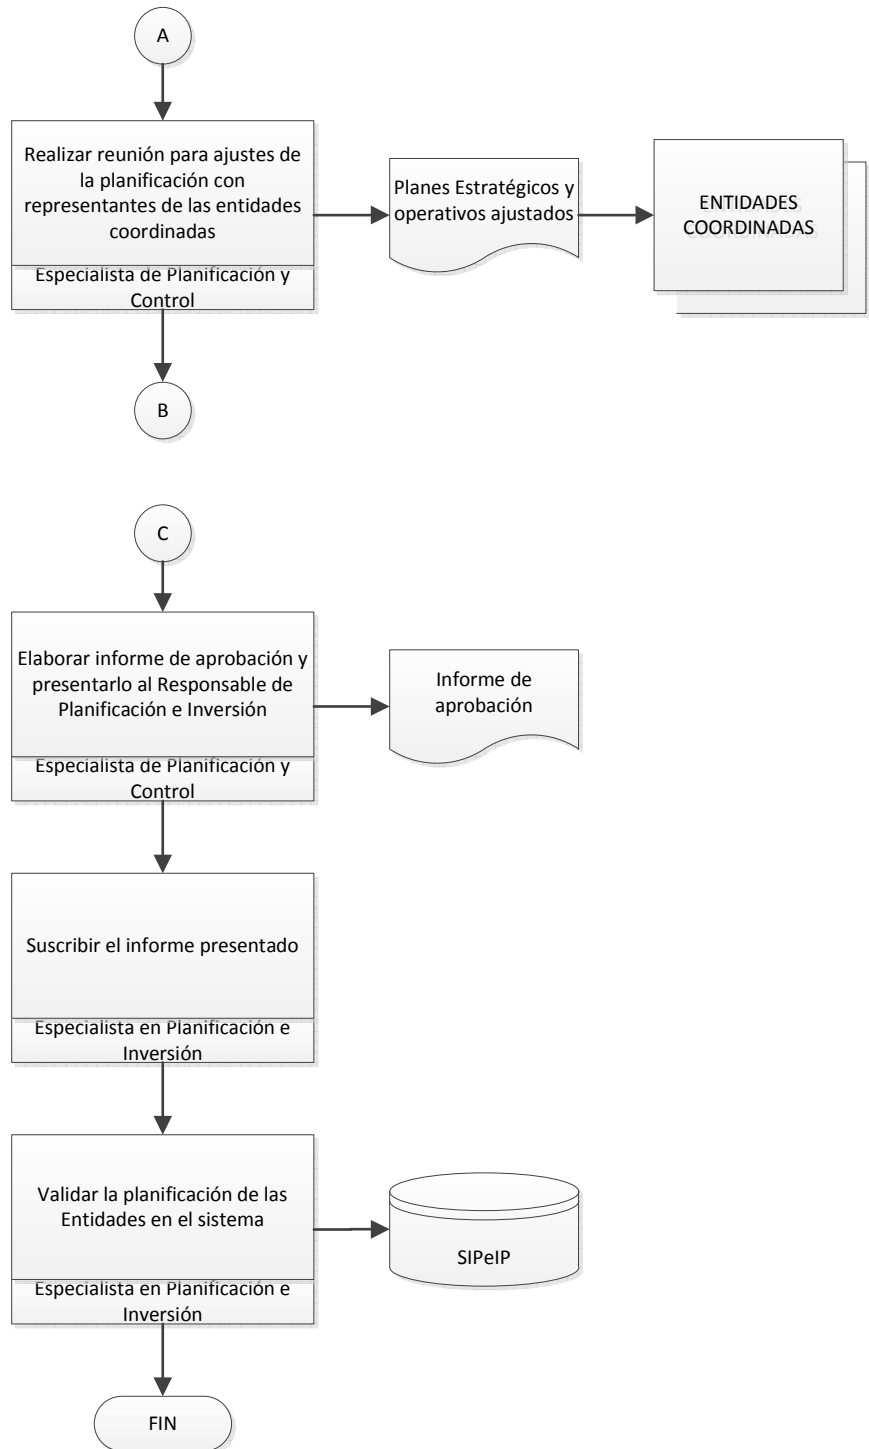 A
Realizar reunión para ajustes de
la planificación con
representantes de las entidades
coordinadas
Especialista de Planificación y
Control
Planes Estratégicos y
operativos ajustados
ENTIDADES
COORDINADAS
B
C
Elaborar informe de aprobación y
presentarlo al Responsable de
Planificación e Inversión
Especialista de Planificación y
Control
Informe de
aprobación
Suscribir el informe presentado
Especialista en Planificación e
Inversión
Validar la planificación de las
Entidades en el sistema
Especialista en Planificación e
Inversión
SIPeIP
FIN